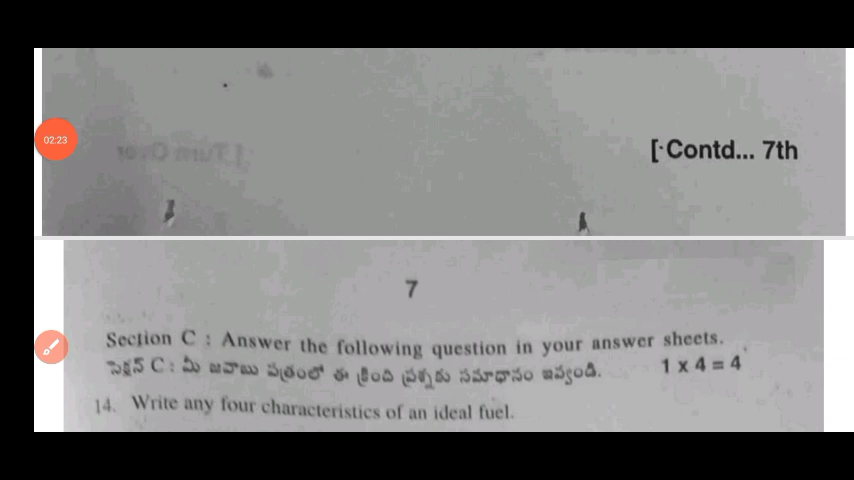 02:23
[ Contd... 7th
7
Section C : Answer the following question in your answer sheets.
సెక్షన్ C : మీ జవాబు పత్రంలో ఈ క్రింది ప్రశ్నకు సమాధానం ఇవ్వండి. 1 x 4 = 4
14. Write any four characteristics of an ideal fuel.